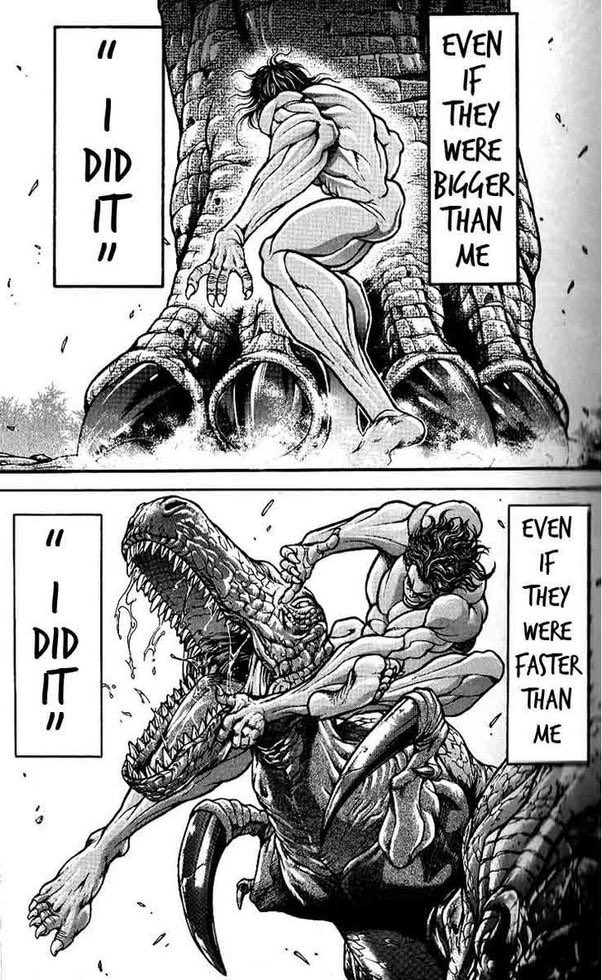 EVEN
IF
THEY
WERE
BIGGER
THAN
ME
"
I
DID
IT
"
EVEN
IF
THEY
WERE
FASTER
THAN
ME
"
I
DID
IT
"